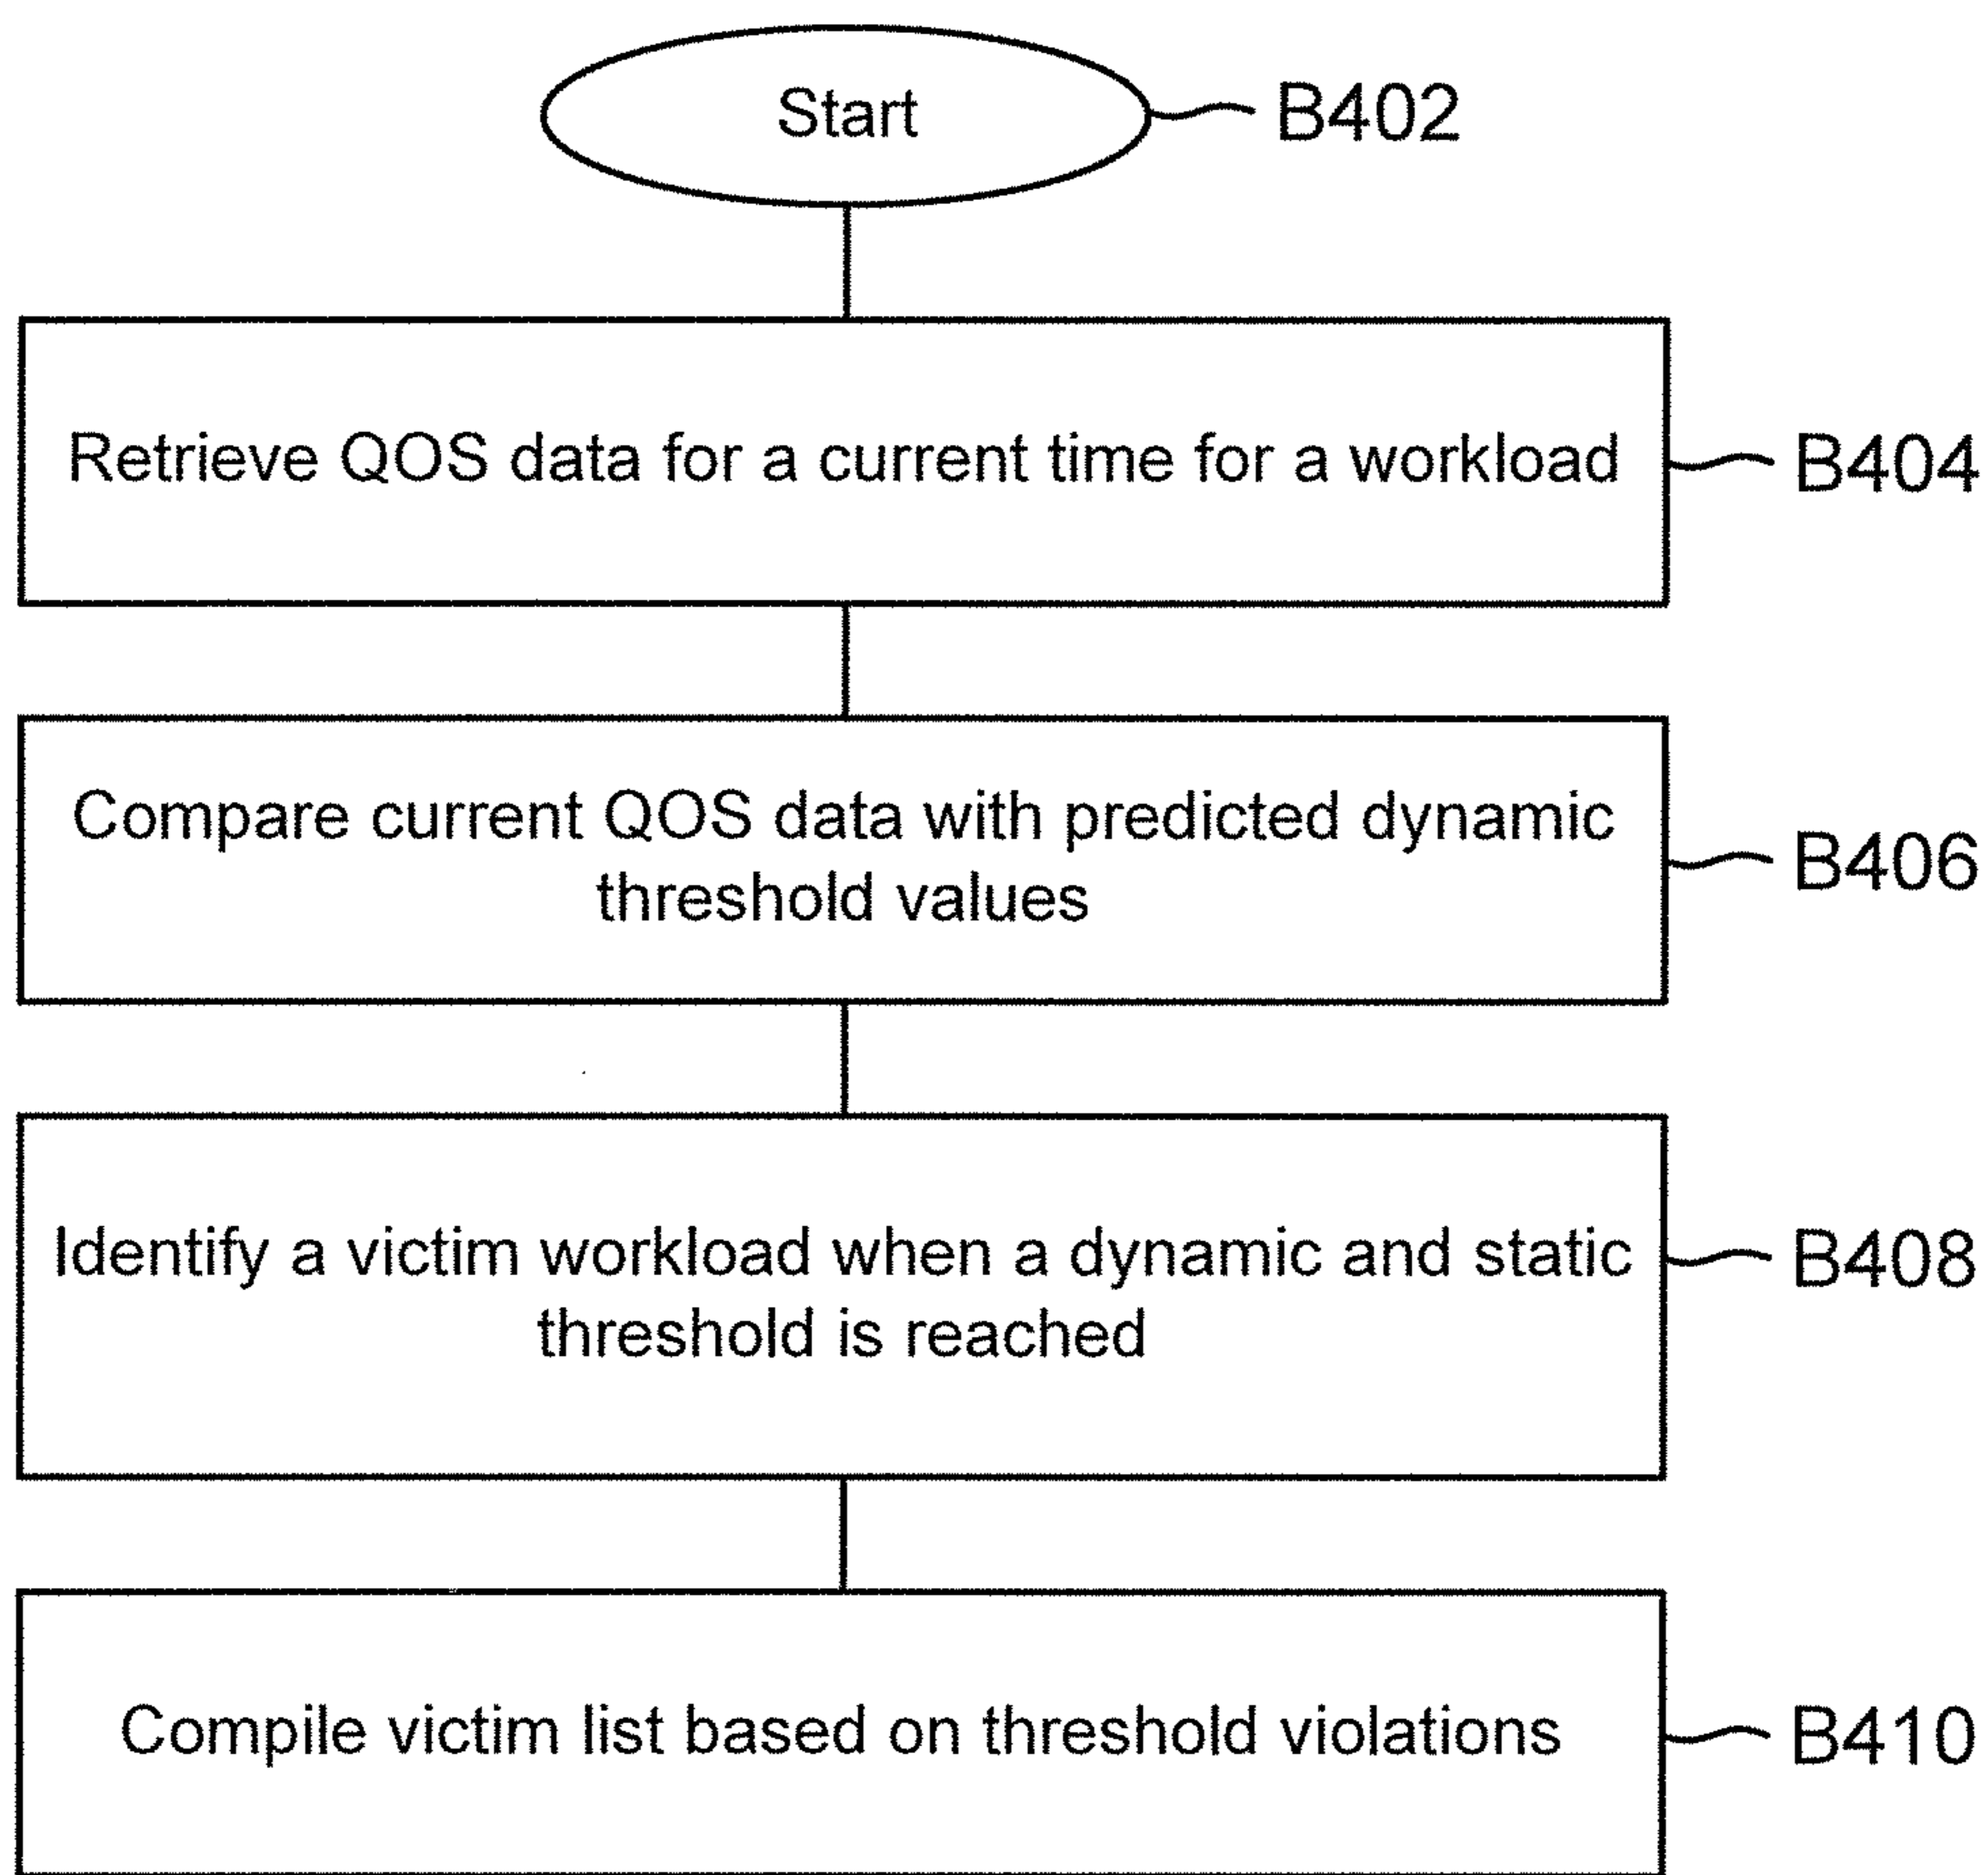 Start
B402
Retrieve QOS data for a current time for a workload
B404
Compare current QOS data with predicted dynamic
threshold values
B406
Identify a victim workload when a dynamic and static
threshold is reached
B408
Compile victim list based on threshold violations
B410